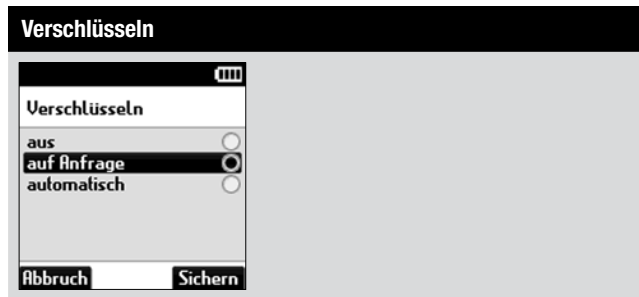 Verschlüsseln
Verschlüsseln
aus
auf Anfrage
automatisch
Abbruch Sichern